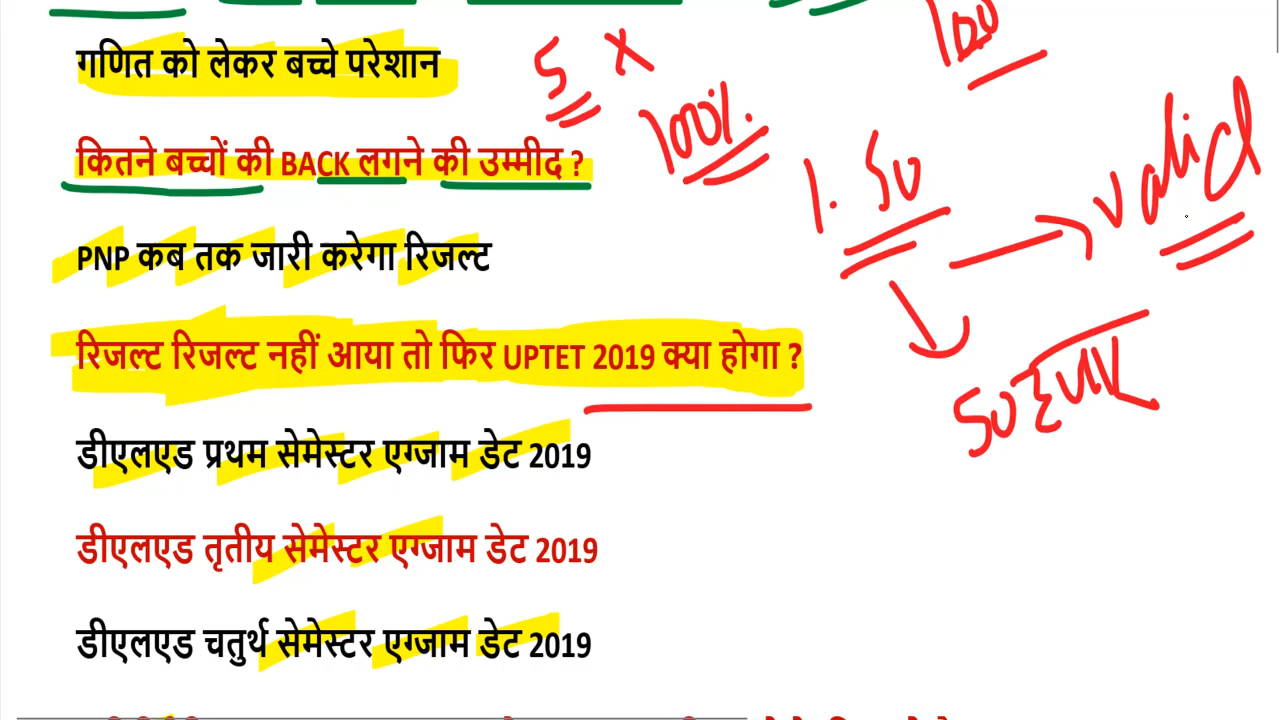 गणित को लेकर बच्चे परेशान
5 ×
100%.
कितने बच्चों की BACK लगने की उम्मीद ?
1.50
valid
PNP कब तक जारी करेगा रिजल्ट
रिजल्ट रिजल्ट नहीं आया तो फिर UPTET 2019 क्या होगा ?
50 हजार
डीएलएड प्रथम सेमेस्टर एग्जाम डेट 2019
डीएलएड तृतीय सेमेस्टर एग्जाम डेट 2019
डीएलएड चतुर्थ सेमेस्टर एग्जाम डेट 2019